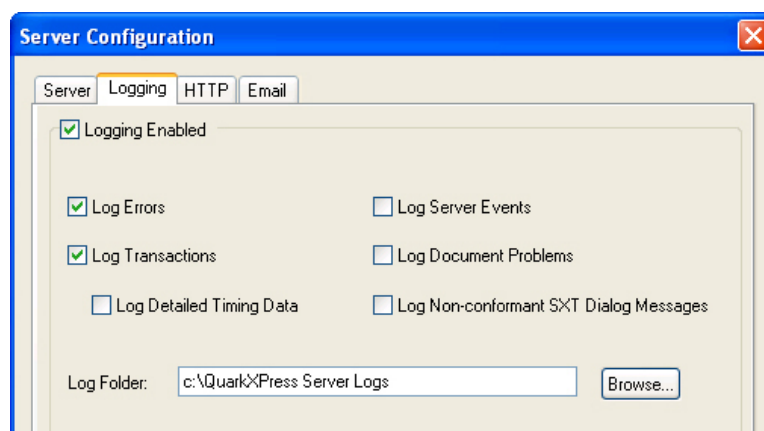 Server Configuration
Server Logging HTTP Email
Logging Enabled
Log Errors Log Server Events
Log Transactions Log Document Problems
Log Detailed Timing Data Log Non-conformant SXT Dialog Messages
Log Folder: c:\QuarkXPress Server Logs Browse...